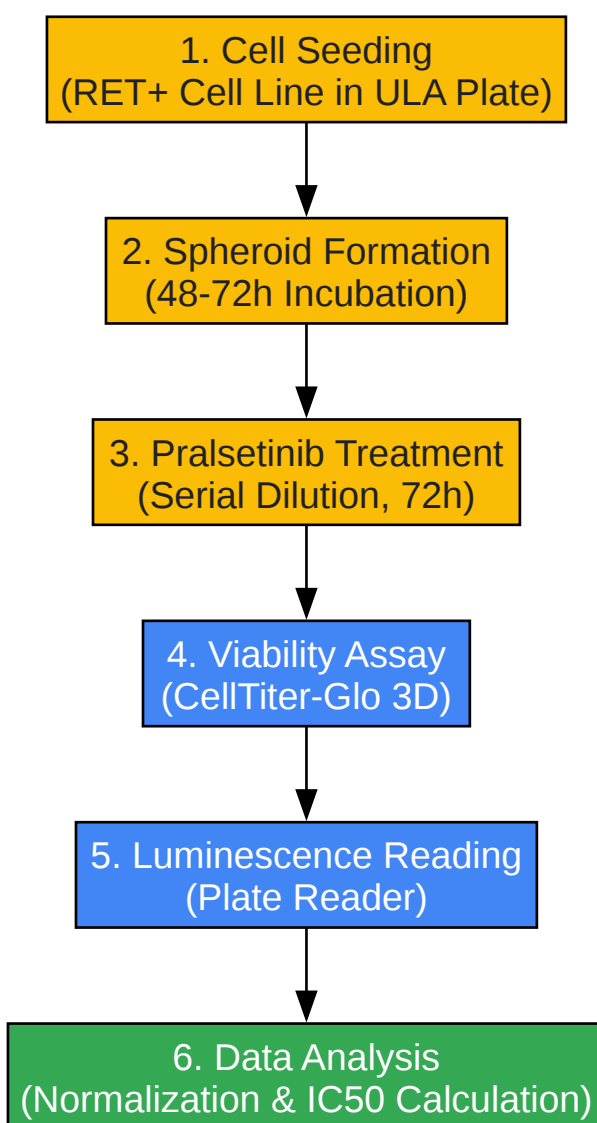 1. Cell Seeding
(RET+ Cell Line in ULA Plate)
2. Spheroid Formation
(48-72h Incubation)
3. Pralsetinib Treatment
(Serial Dilution, 72h)
4. Viability Assay
(CellTiter-Glo 3D)
5. Luminescence Reading
(Plate Reader)
6. Data Analysis
(Normalization & IC50 Calculation)